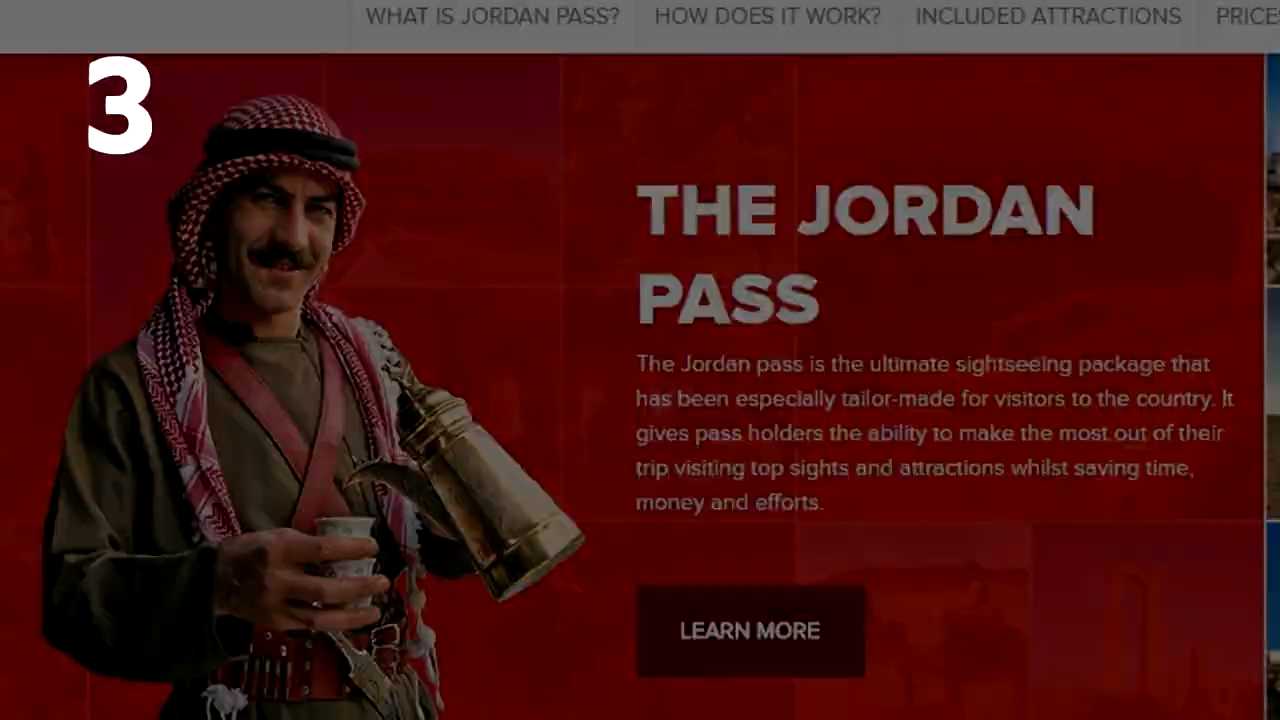 WHAT IS JORDAN PASS? HOW DOES IT WORK? INCLUDED ATTRACTIONS
3
THE JORDAN
PASS
The Jordan pass is the ultimate sightseeing package that
has been especially tailor-made for visitors to the country. It
gives pass holders the ability to make the most out of their
trip visiting top sights and attractions whilst saving time,
money and efforts.
LEARN MORE